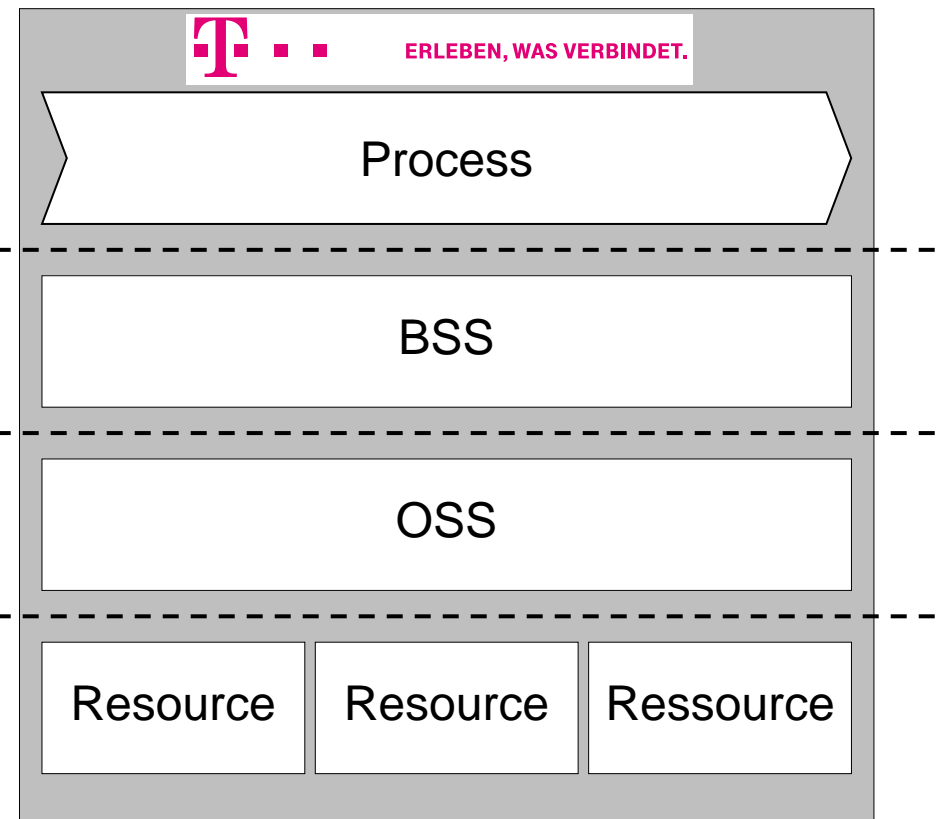 T
ERLEBEN, WAS VERBINDET.
Process
BSS
OSS
Resource
Resource
Ressource